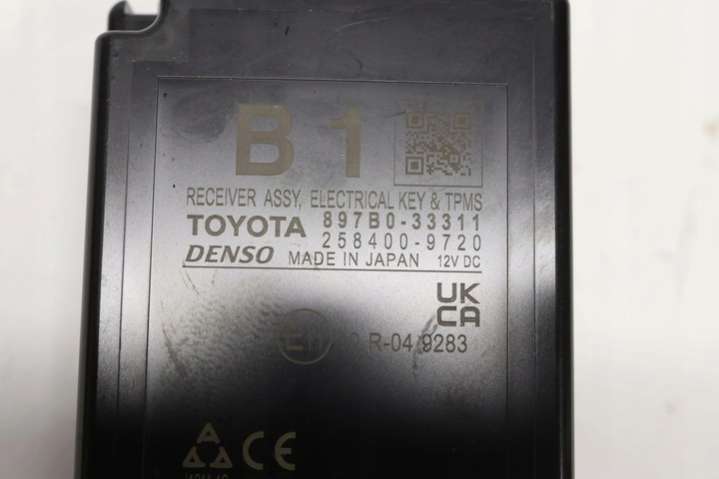 B 1
RECEIVER ASSY, ELECTRICAL KEY & TPMS
TOYOTA 897B0-33311
258400-9720
DENSO MADE IN JAPAN 12V DC
UK
CA
R-04 9283
CE